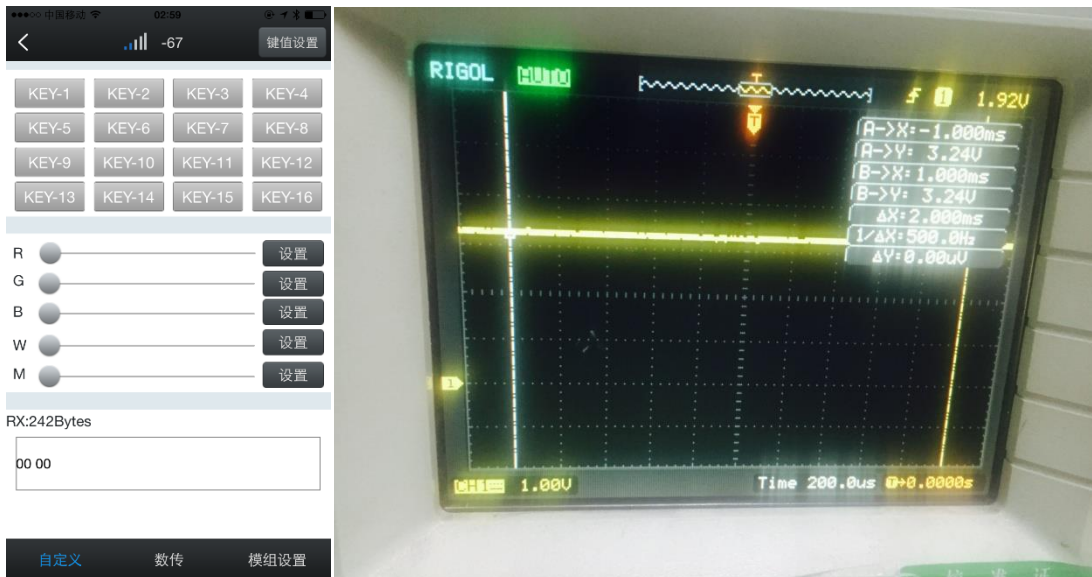 中国移动 02:59
-67 键值设置
KEY-1 KEY-2 KEY-3 KEY-4
KEY-5 KEY-6 KEY-7 KEY-8
KEY-9 KEY-10 KEY-11 KEY-12
KEY-13 KEY-14 KEY-15 KEY-16
R 设置
G 设置
B 设置
W 设置
M 设置
RX:242Bytes
00 00
自定义 数传 模组设置
RIGOL AUTO T 1 1.92V
T
A->X:-1.000ms
A->Y: 3.24V
B->X: 1.000ms
B->Y: 3.24V
ΔX:2.000ms
1/ΔX:500.0Hz
ΔY:0.00uV
1
CH1 1.00V Time 200.0us T→0.0000s